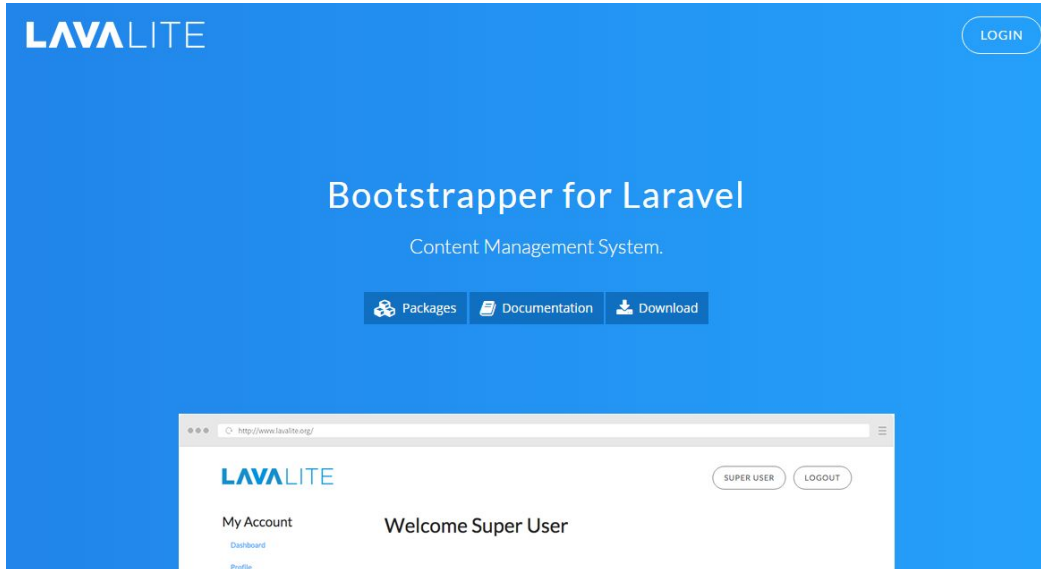 LAVALITE
LOGIN
Bootstrapper for Laravel
Content Management System.
Packages Documentation Download
http://www.lavalite.org/
LAVALITE
SUPER USER LOGOUT
My Account
Welcome Super User
Dashboard
Profile